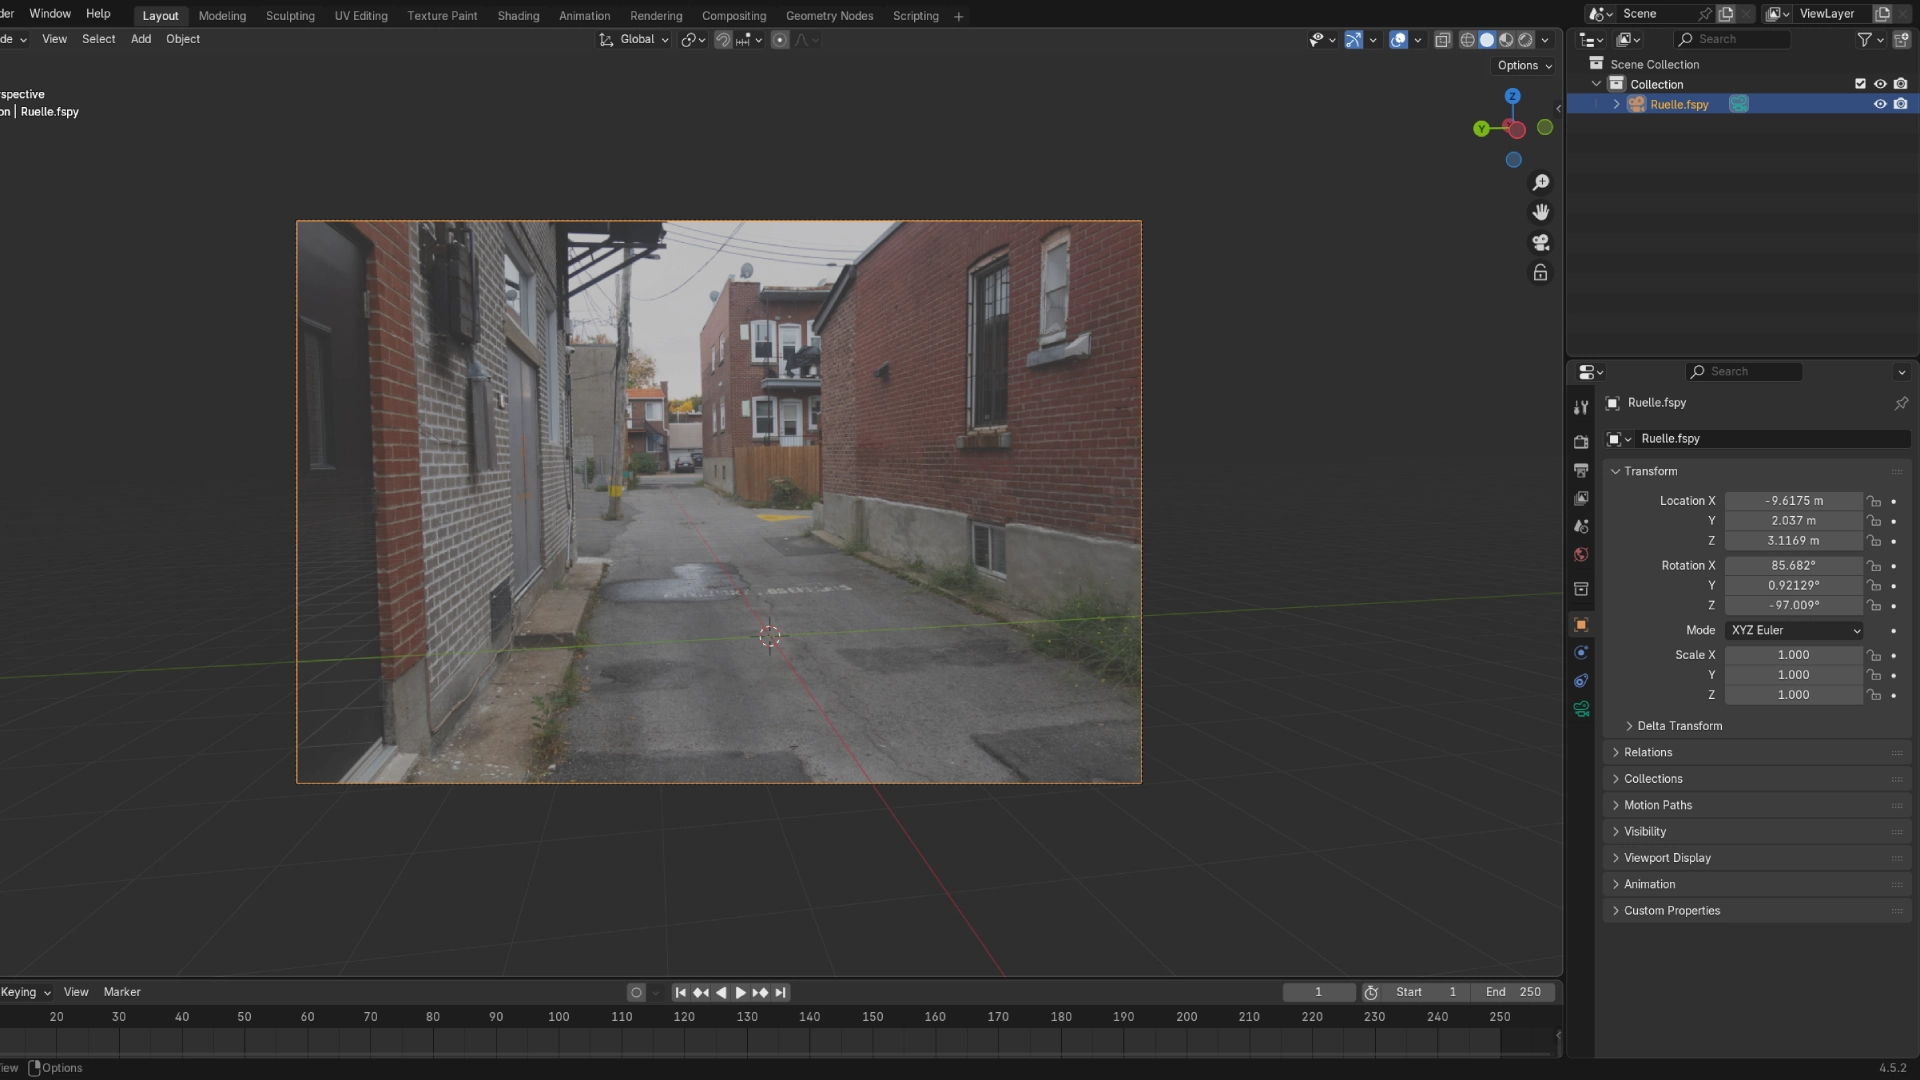 der Window Help Layout Modeling Sculpting UV Editing Texture Paint Shading Animation Rendering Compositing Geometry Nodes Scripting + Scene ViewLayer
de View Select Add Object Global Search
Options
spective
on | Ruelle.fspy
Z
Y
Scene Collection
Collection
Ruelle.fspy
Search
Ruelle.fspy
Ruelle.fspy
Transform
Location X -9.6175 m
Y 2.037 m
Z 3.1169 m
Rotation X 85.682°
Y 0.92129°
Z -97.009°
Mode XYZ Euler
Scale X 1.000
Y 1.000
Z 1.000
Delta Transform
Relations
Collections
Motion Paths
Visibility
Viewport Display
Animation
Custom Properties
Keying View Marker 1 Start 1 End 250
20 30 40 50 60 70 80 90 100 110 120 130 140 150 160 170 180 190 200 210 220 230 240 250
iew Options 4.5.2